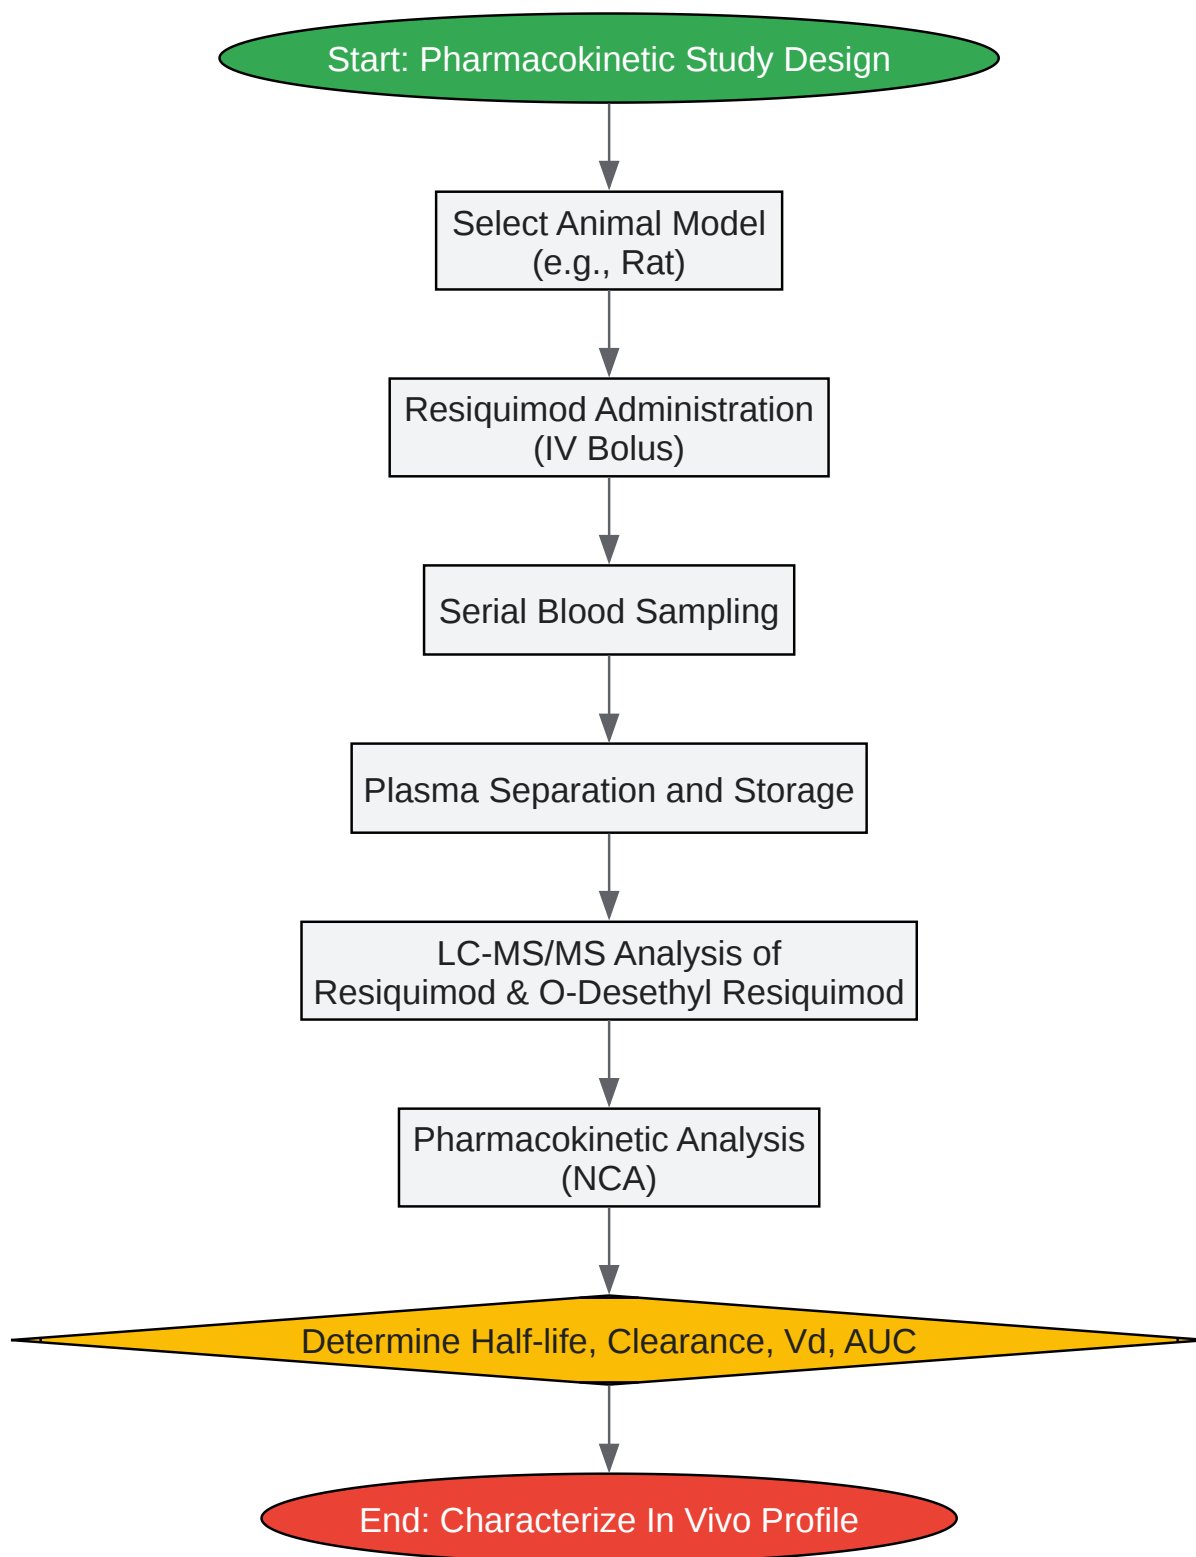 Start: Pharmacokinetic Study Design
Select Animal Model
(e.g., Rat)
Resiquimod Administration
(IV Bolus)
Serial Blood Sampling
Plasma Separation and Storage
LC-MS/MS Analysis of
Resiquimod & O-Desethyl Resiquimod
Pharmacokinetic Analysis
(NCA)
Determine Half-life, Clearance, Vd, AUC
End: Characterize In Vivo Profile